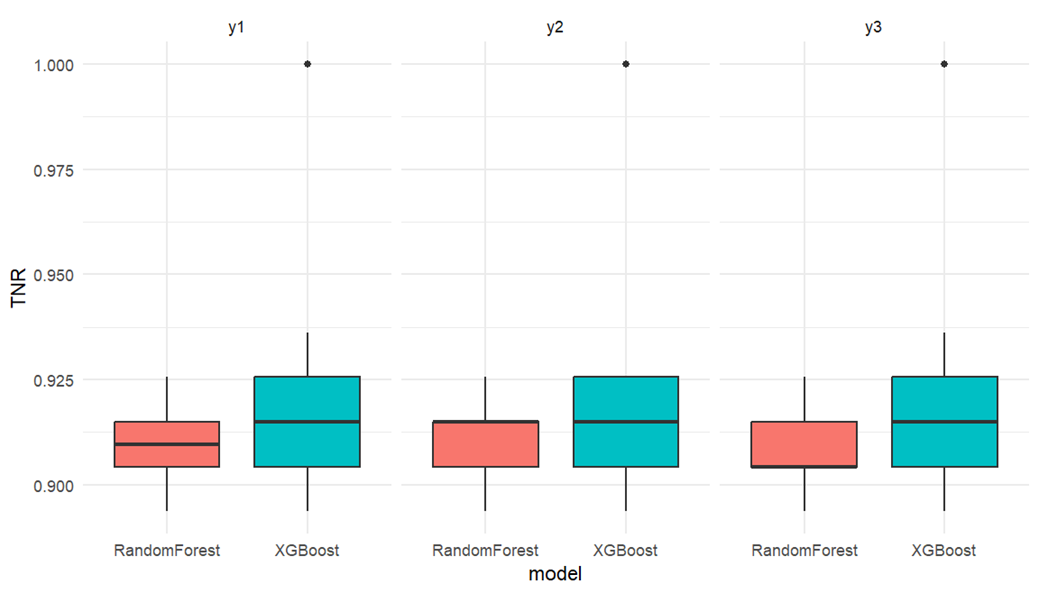 y1
y2
y3
1.000
0.975
0.950
0.925
0.900
TNR
RandomForest
XGBoost
RandomForest
XGBoost
RandomForest
XGBoost
model